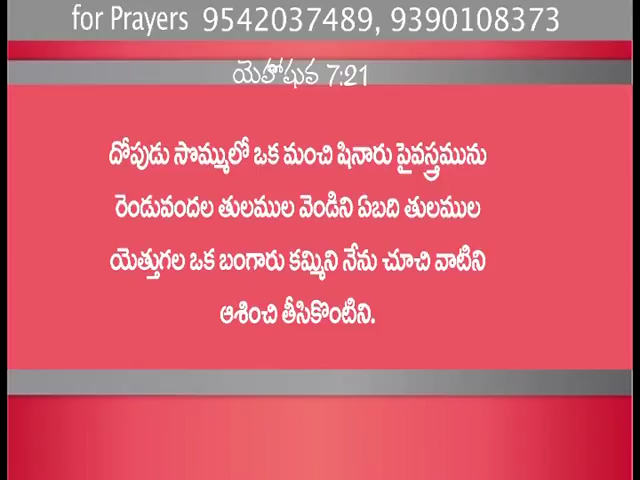 for Prayers 9542037489, 9390108373
యెహోషువ 7:21
దోపుడు సొమ్ములో ఒక మంచి షినారు పైవస్త్రమును
రెండువందల తులముల వెండిని ఏబది తులముల
యెత్తుగల ఒక బంగారు కమ్మిని నేను చూచి వాటిని
ఆశించి తీసికొంటిని.